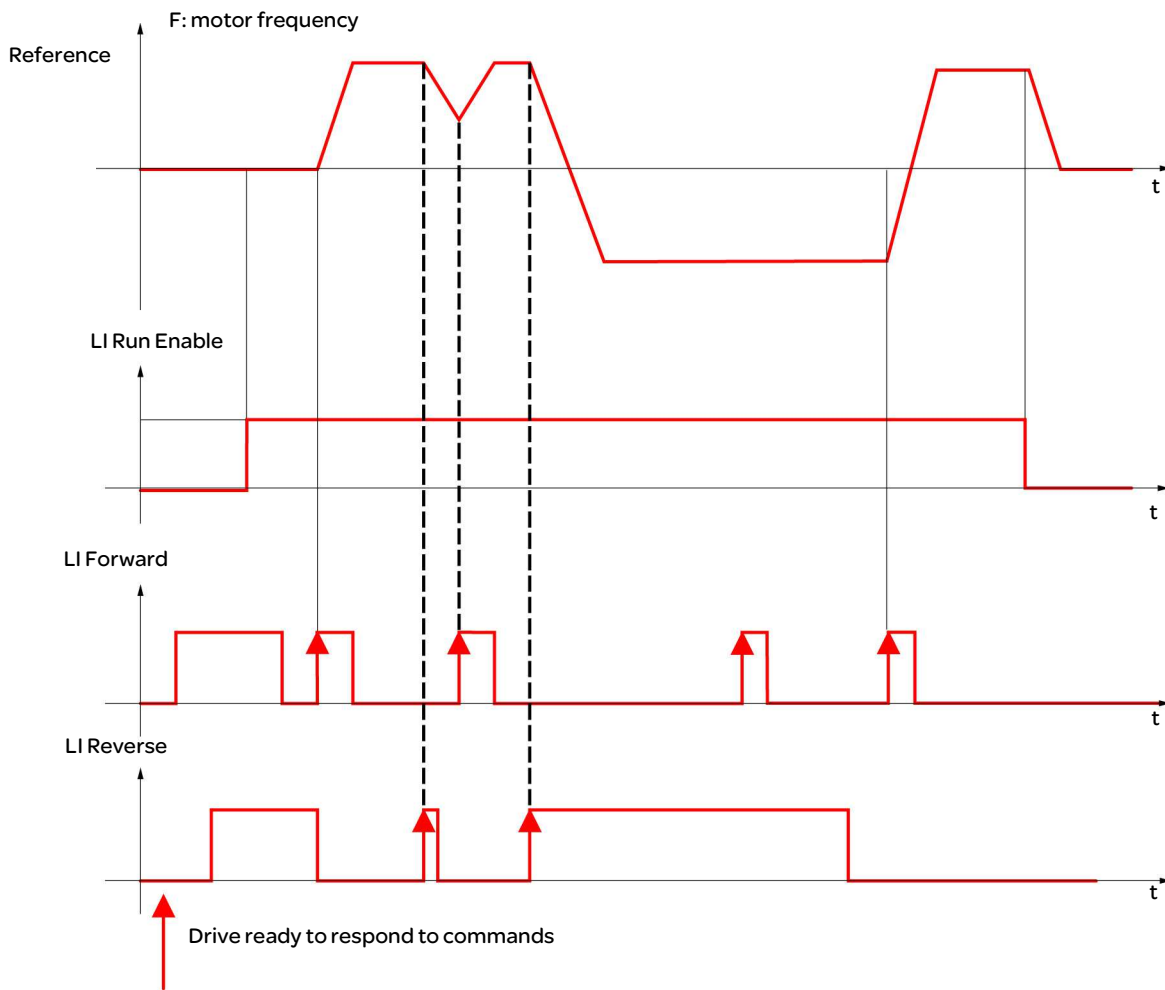 F: motor frequency
Reference
t
LI Run Enable
t
LI Forward
t
LI Reverse
t
Drive ready to respond to commands